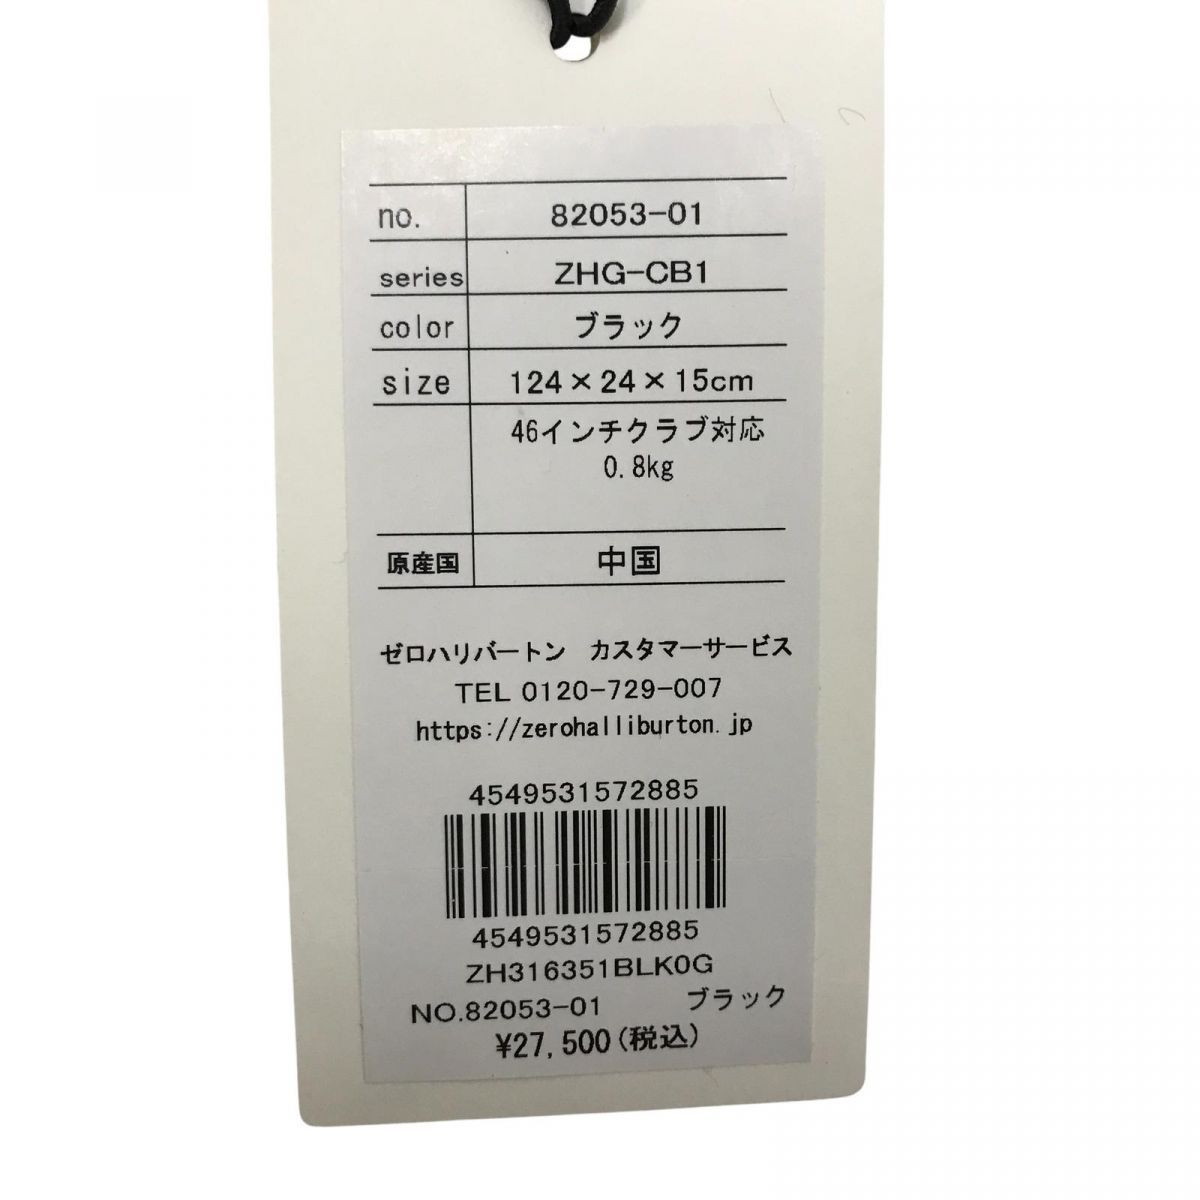 no. 82053-01
series ZHG-CB1
color ブラック
size 124×24×15cm
46インチクラブ対応
0.8kg
原産国 中国
ゼロハリバートン カスタマーサービス
TEL 0120-729-007
https://zerohalliburton.jp
4549531572885
4549531572885
ZH316351BLK0G
NO.82053-01 ブラック
¥27,500(税込)